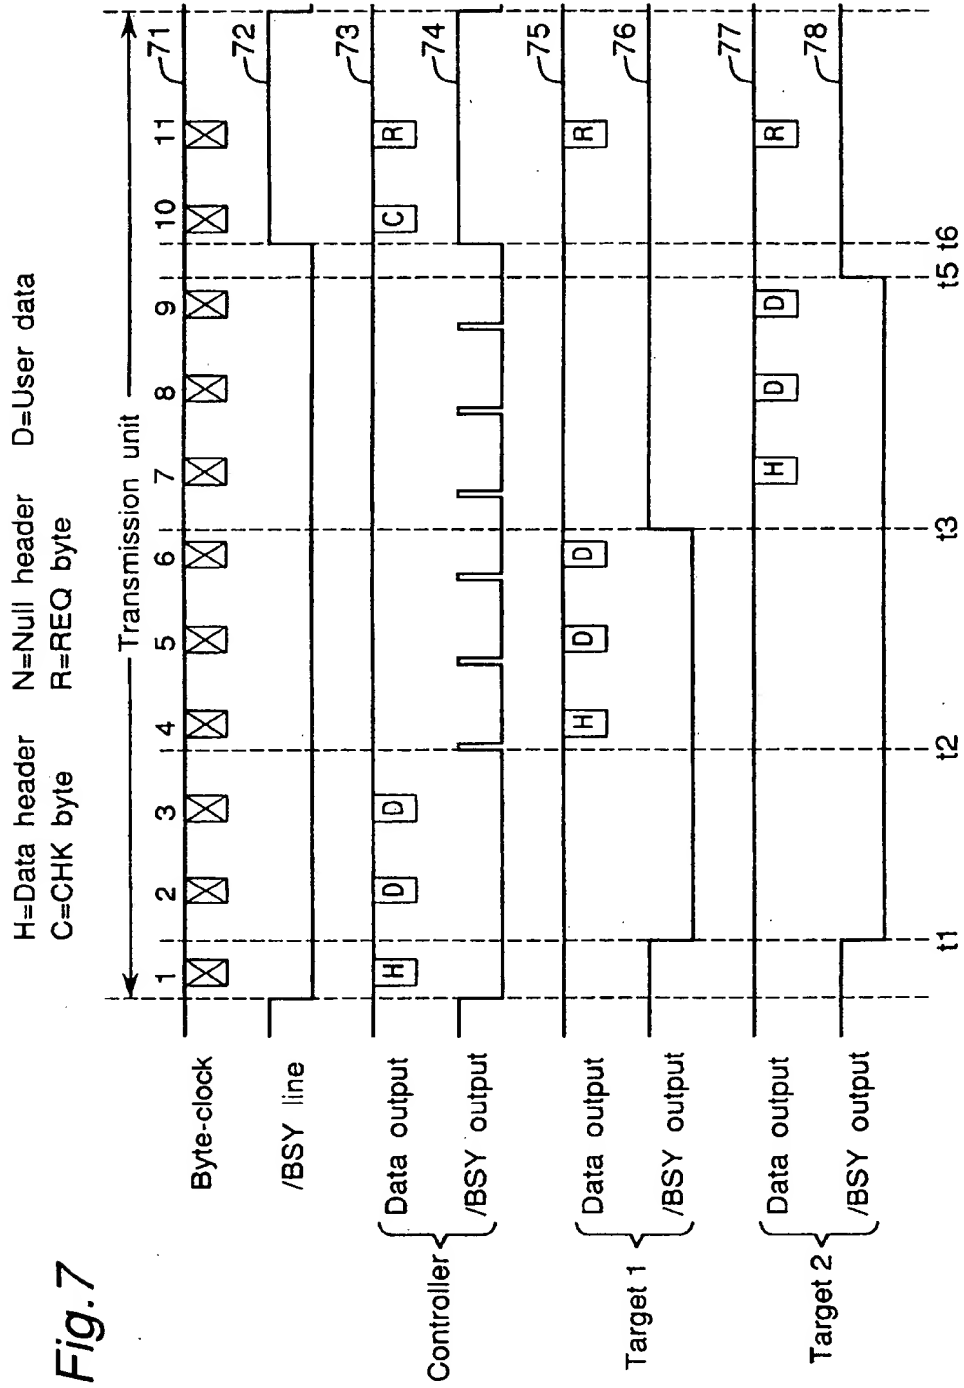 Fig.7
H=Data header N=Null header D=User data
C=CHK byte R=REQ byte
Transmission unit
1 2 3 4 5 6 7 8 9 10 11
Byte-clock 71
/BSY line 72
Controller
Data output H D D C R 73
/BSY output 74
Target 1
Data output H D D R 75
/BSY output 76
Target 2
Data output H D D R 77
/BSY output 78
t1 t2 t3 t5 t6